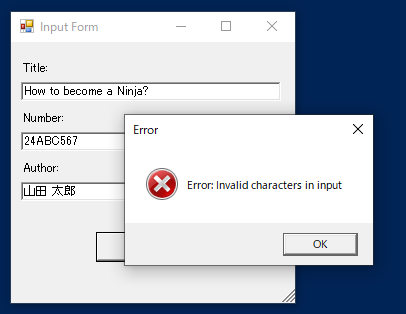 Input Form
Title:
How to become a Ninja?
Number:
24ABC567
Author:
山田 太郎
Error
Error: Invalid characters in input
OK